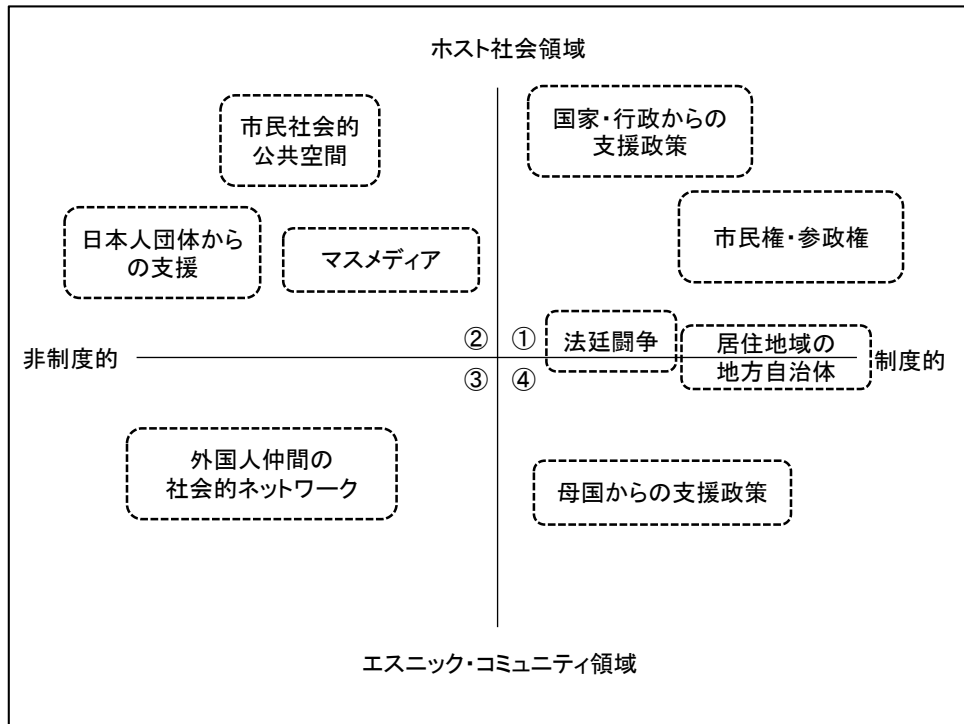 ホスト社会領域
市民社会的
公共空間
国家・行政からの
支援政策
日本人団体から
の支援
マスメディア
市民権・参政権
② ①
法廷闘争
居住地域の
地方自治体
非制度的
制度的
③ ④
外国人仲間の
社会的ネットワーク
母国からの支援政策
エスニック・コミュニティ領域